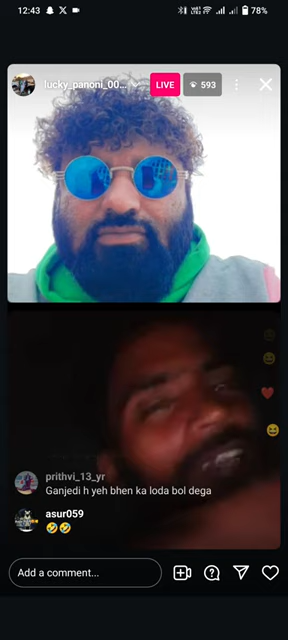 12:43 78%
lucky_panoni_00... LIVE 593
prithvi_13_yr
Ganjedi h yeh bhen ka loda bol dega
asur059
🤣🤣
Add a comment...